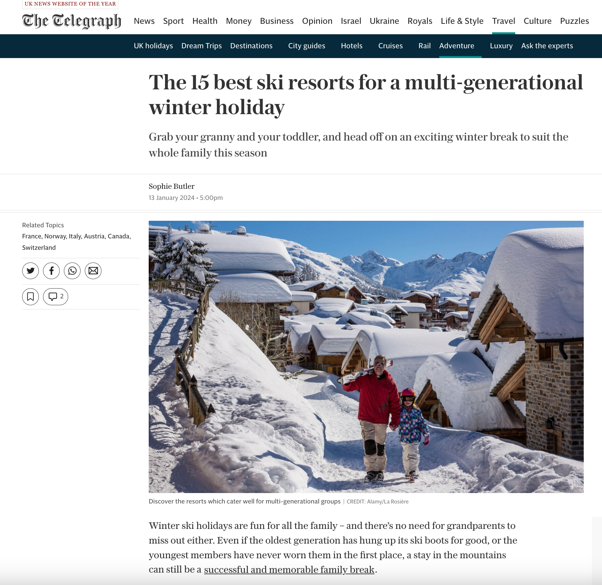 UK NEWS WEBSITE OF THE YEAR
The Telegraph
News Sport Health Money Business Opinion Israel Ukraine Royals Life & Style Travel Culture Puzzles
UK holidays Dream Trips Destinations City guides Hotels Cruises Rail Adventure Luxury Ask the experts
The 15 best ski resorts for a multi-generational
winter holiday
Grab your granny and your toddler, and head off on an exciting winter break to suit the
whole family this season
Sophie Butler
13 January 2024 • 5:00pm
Related Topics
France, Norway, Italy, Austria, Canada,
Switzerland
2
Discover the resorts which cater well for multi-generational groups | CREDIT: Alamy/La Rosière
Winter ski holidays are fun for all the family – and there's no need for grandparents to
miss out either. Even if the oldest generation has hung up its ski boots for good, or the
youngest members have never worn them in the first place, a stay in the mountains
can still be a successful and memorable family break.